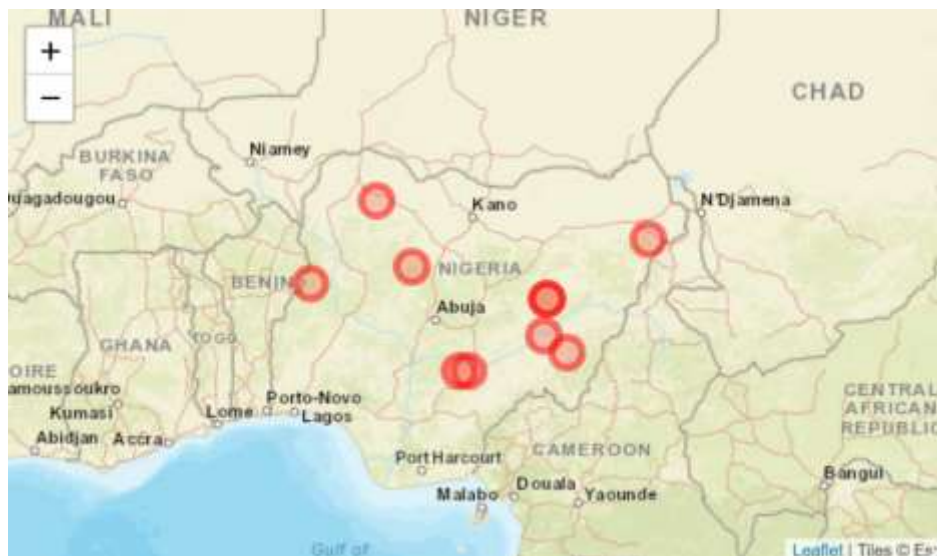 MALI
NIGER
+
−
CHAD
Niamey
BURKINA
FASO
Ouagadougou
Kano
N'Djamena
BENIN
NIGERIA
Abuja
GHANA
TOGO
OIRE
amoussoukro
Kumasi
Porto-Novo
Lome
Lagos
Abidjan
Accra
CENTRAL
AFRICAN
REPUBLIC
CAMEROON
Port Harcourt
Bangui
Malabo
Douala
Yaounde
Gulf of
Leaflet | Tiles © Es